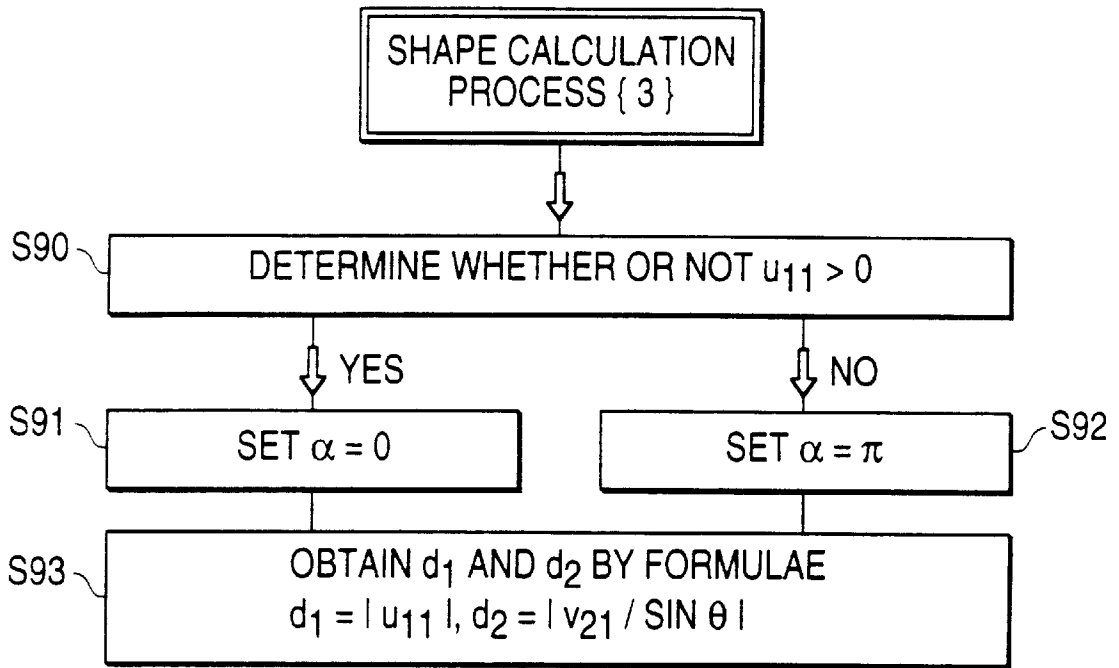 SHAPE CALCULATION
PROCESS { 3 }
S90
DETERMINE WHETHER OR NOT u11 > 0
YES
NO
S91
SET α = 0
SET α = π
S92
S93
OBTAIN d1 AND d2 BY FORMULAE
d1 = | u11 |, d2 = | v21 / SIN θ |